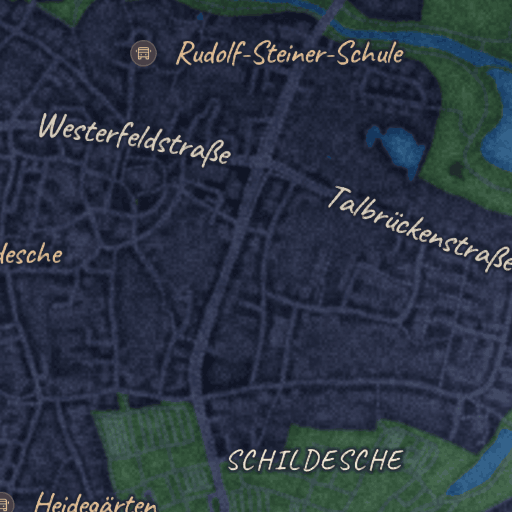 Rudolf-Steiner-Schule
Westerfeldstraße
Talbrückenstraße
desche
SCHILDESCHE
Heidegärten